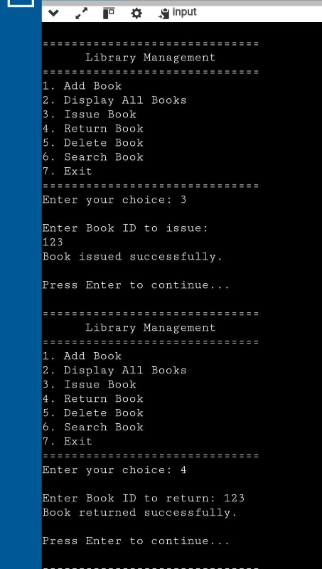 input
==============================
Library Management
==============================
1. Add Book
2. Display All Books
3. Issue Book
4. Return Book
5. Delete Book
6. Search Book
7. Exit
==============================
Enter your choice: 3
Enter Book ID to issue:
123
Book issued successfully.
Press Enter to continue...
==============================
Library Management
==============================
1. Add Book
2. Display All Books
3. Issue Book
4. Return Book
5. Delete Book
6. Search Book
7. Exit
==============================
Enter your choice: 4
Enter Book ID to return: 123
Book returned successfully.
Press Enter to continue...
==============================